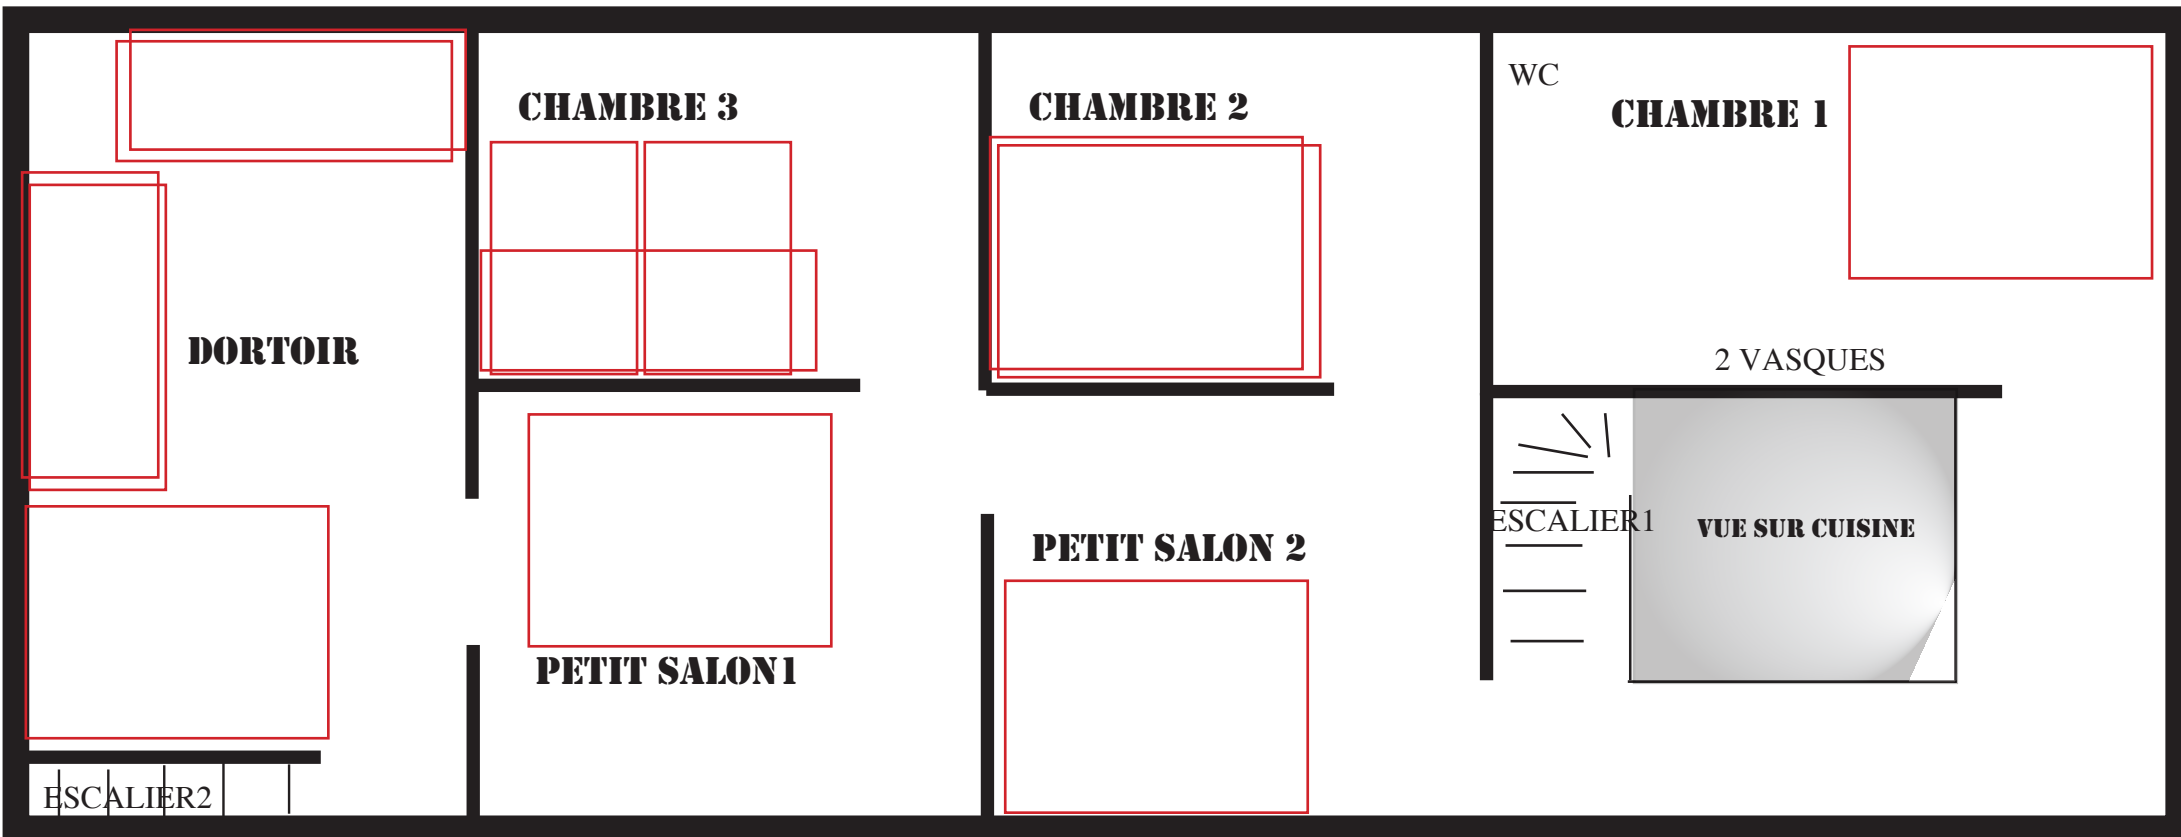 WC
CHAMBRE 3
CHAMBRE 2
CHAMBRE 1
DORTOIR
2 VASQUES
ESCALIER1
VUE SUR CUISINE
PETIT SALON 2
PETIT SALON1
ESCALIER2